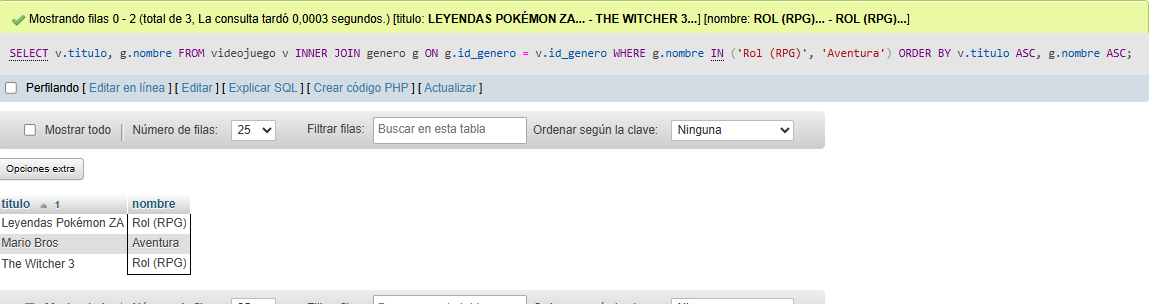 Mostrando filas 0 - 2 (total de 3, La consulta tardó 0,0003 segundos.) [titulo: LEYENDAS POKÉMON ZA... - THE WITCHER 3...] [nombre: ROL (RPG)... - ROL (RPG)...]
SELECT v.titulo, g.nombre FROM videojuego v INNER JOIN genero g ON g.id_genero = v.id_genero WHERE g.nombre IN ('Rol (RPG)', 'Aventura') ORDER BY v.titulo ASC, g.nombre ASC;
Perfilando [ Editar en línea ] [ Editar ] [ Explicar SQL ] [ Crear código PHP ] [ Actualizar ]
Mostrar todo Número de filas: 25 Filtrar filas: Buscar en esta tabla Ordenar según la clave: Ninguna
Opciones extra
titulo 1 nombre
Leyendas Pokémon ZA Rol (RPG)
Mario Bros Aventura
The Witcher 3 Rol (RPG)